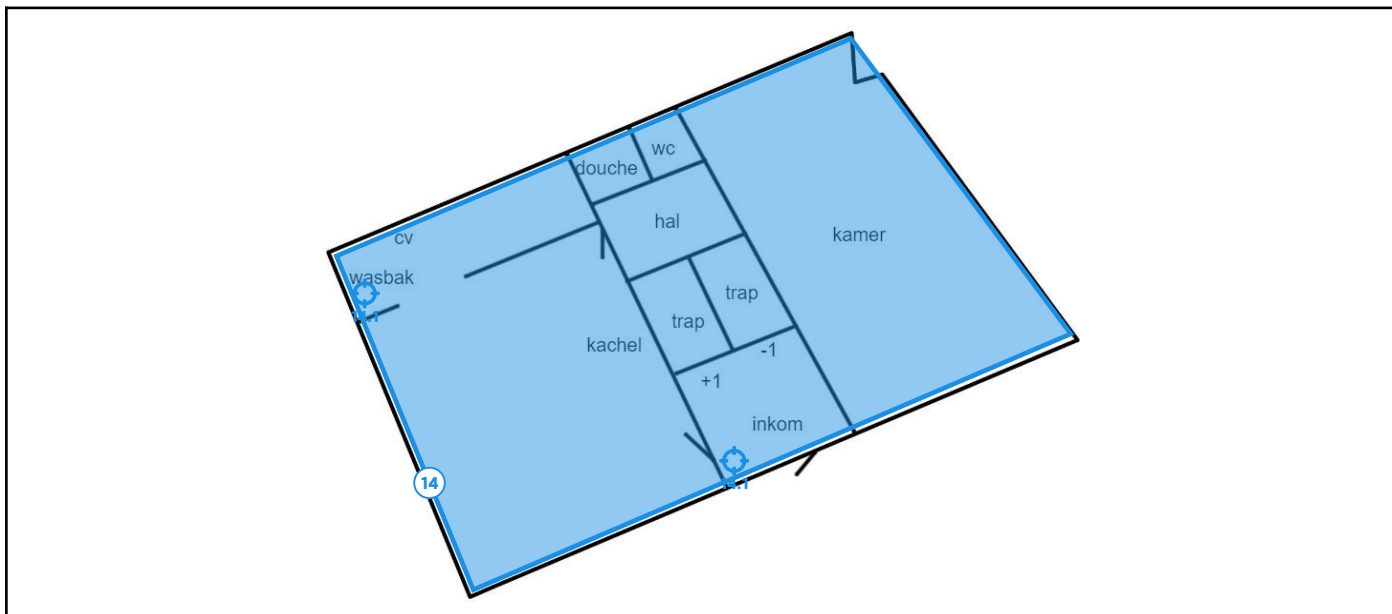 wc
douche
hal
kamer
cv
wasbak
trap
trap
kachel
-1
+1
inkom
14